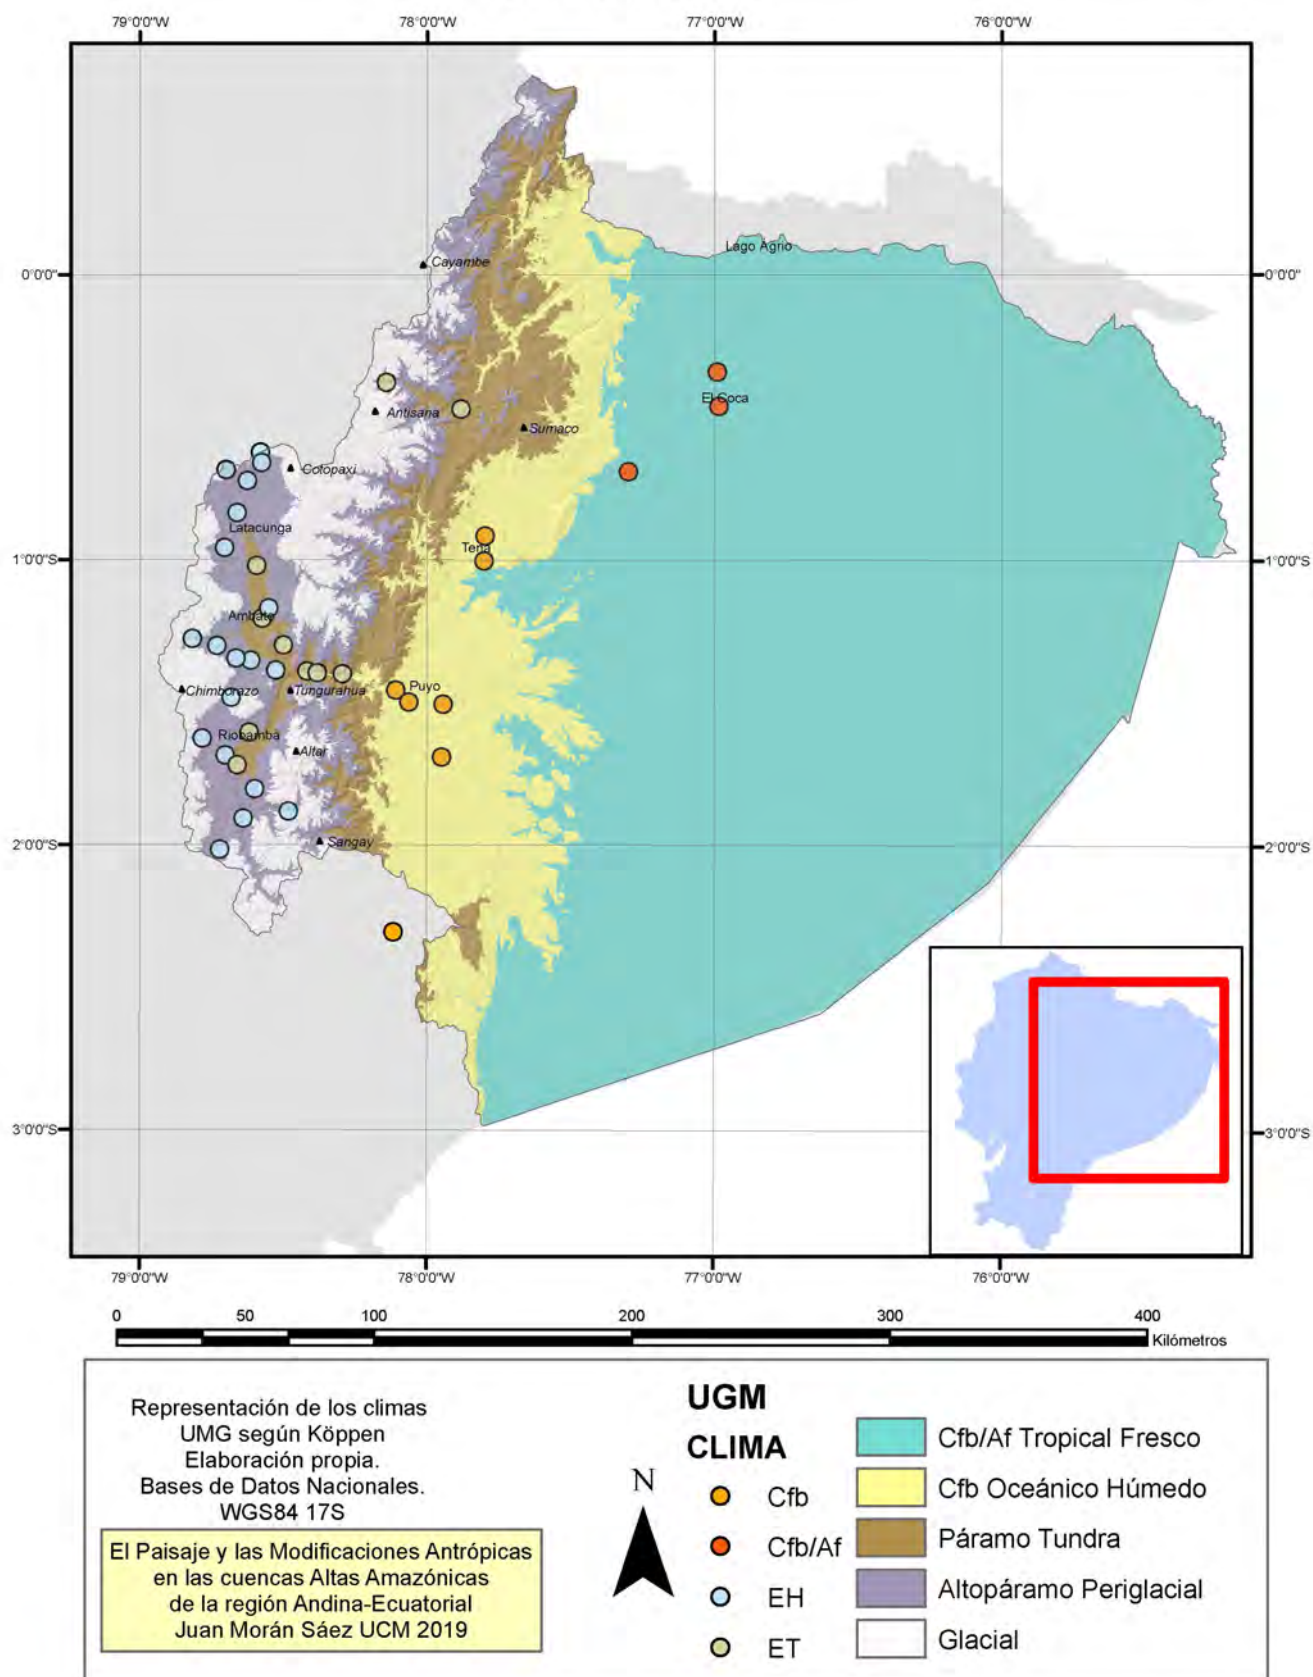 79°0'0"W
78°0'0"W
77°0'0"W
76°0'0"W
Lago Agrio
Cayambe
0°0'0"
0°0'0"
El Coca
Antisana
Sumaco
Cotopaxi
Latacunga
Tena
1°0'0"S
1°0'0"S
Ambato
Puyo
Chimborazo
Tungurahua
Riobamba
Altar
Sangay
2°0'0"S
2°0'0"S
3°0'0"S
3°0'0"S
79°0'0"W
78°0'0"W
77°0'0"W
76°0'0"W
0 50 100 200 300 400
Kilómetros
Representación de los climas
UMG según Köppen
Elaboración propia.
Bases de Datos Nacionales.
WGS84 17S
El Paisaje y las Modificaciones Antrópicas
en las cuencas Altas Amazónicas
de la región Andina-Ecuatorial
Juan Morán Sáez UCM 2019
N
UGM
CLIMA
Cfb
Cfb/Af
EH
ET
Cfb/Af Tropical Fresco
Cfb Oceánico Húmedo
Páramo Tundra
Altopáramo Periglacial
Glacial